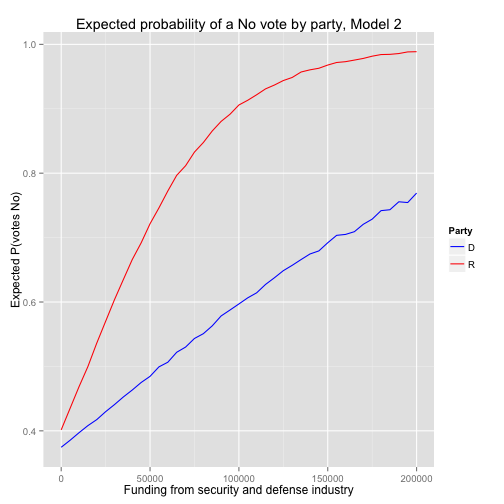 Expected probability of a No vote by party, Model 2
Expected P(votes No)
1.0
0.8
0.6
0.4
0
50000
100000
150000
200000
Funding from security and defense industry
Party
D
R